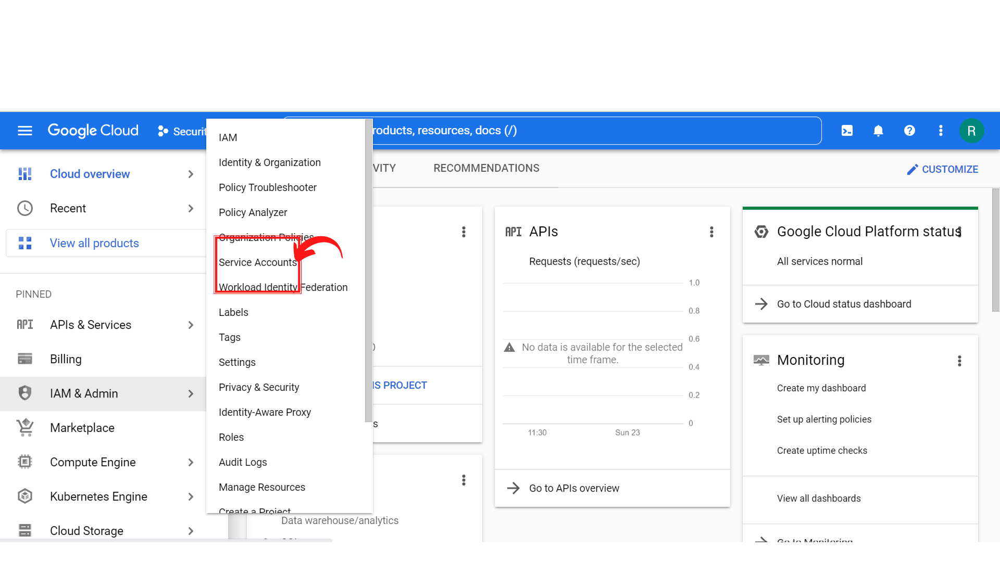 Google Cloud
Securit
roducts, resources, docs (/)
R
Cloud overview
Recent
View all products
PINNED
API APIs & Services
Billing
IAM & Admin
Marketplace
Compute Engine
Kubernetes Engine
Cloud Storage
IAM
Identity & Organization
Policy Troubleshooter
Policy Analyzer
Organization Policies
Service Accounts
Workload Identity Federation
Labels
Tags
Settings
Privacy & Security
Identity-Aware Proxy
Roles
Audit Logs
Manage Resources
Create a Project
VITY
RECOMMENDATIONS
CUSTOMIZE
IS PROJECT
s
Data warehouse/analytics
API APIs
Requests (requests/sec)
1.0
0.8
0.6
No data is available for the selected
time frame.
0.4
0.2
0
11:30
Sun 23
Go to APIs overview
Google Cloud Platform status
All services normal
Go to Cloud status dashboard
Monitoring
Create my dashboard
Set up alerting policies
Create uptime checks
View all dashboards
Go to Monitoring